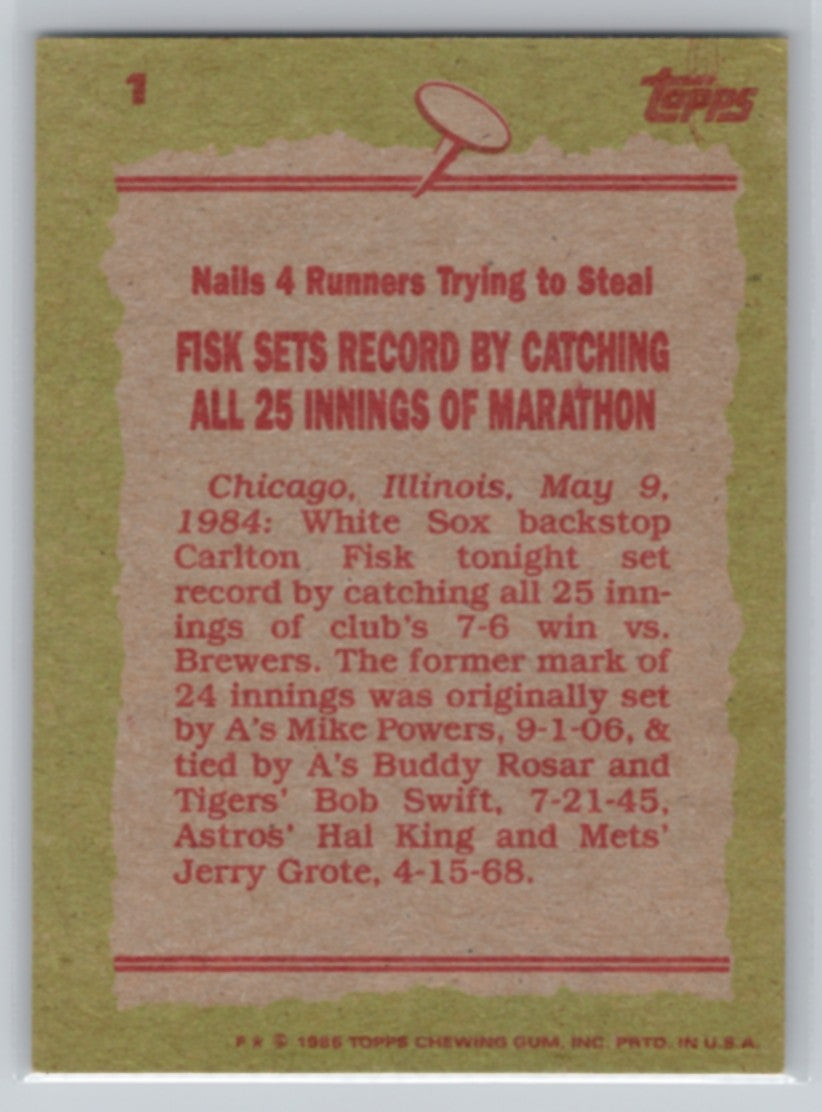 1
Topps
Nails 4 Runners Trying to Steal
FISK SETS RECORD BY CATCHING
ALL 25 INNINGS OF MARATHON
Chicago, Illinois, May 9,
1984: White Sox backstop
Carlton Fisk tonight set
record by catching all 25 inn-
ings of club's 7-6 win vs.
Brewers. The former mark of
24 innings was originally set
by A's Mike Powers, 9-1-06, &
tied by A's Buddy Rosar and
Tigers' Bob Swift, 7-21-45,
Astros' Hal King and Mets'
Jerry Grote, 4-15-68.
F ★ © 1985 TOPPS CHEWING GUM, INC. PRTD. IN U.S.A.